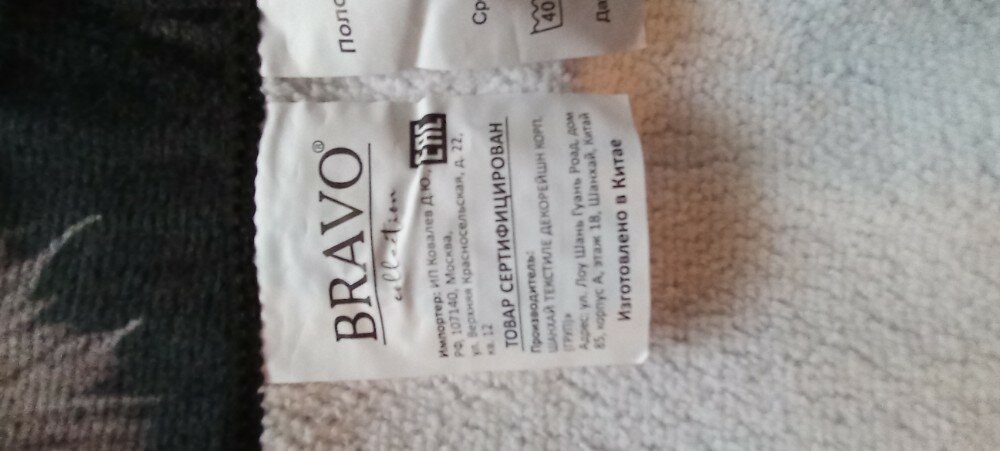 BRAVO®
collection
Импортер: ИП Ковалев Д.Ю.,
РФ, 107140, Москва,
ул. Верхняя Красносельская, д. 22,
кв. 12
EAC
ТОВАР СЕРТИФИЦИРОВАН
Производитель:
ШАНХАЙ ТЕКСТИЛЕ ДЕКОРЕЙШН КОРП.
ГРУП»
Адрес: ул. Лоу Шань Гуань Роад, дом
85, корпус А, этаж 18, Шанхай, Китай
Изготовлено в Китае
Поло
Ср
40
Да